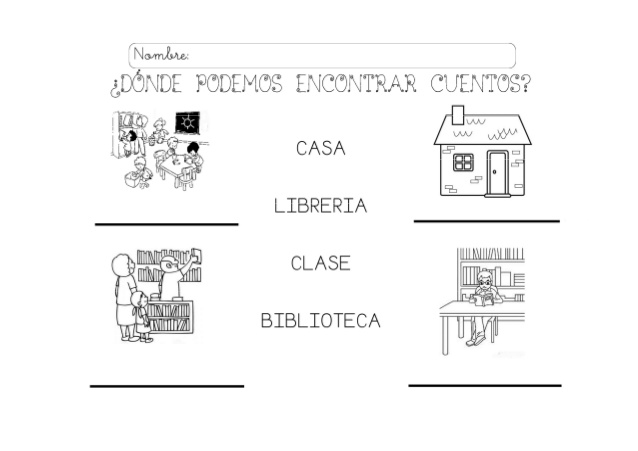 Nombre:
¿DÓNDE PODEMOS ENCONTRAR CUENTOS?
CASA
LIBRERIA
CLASE
BIBLIOTECA